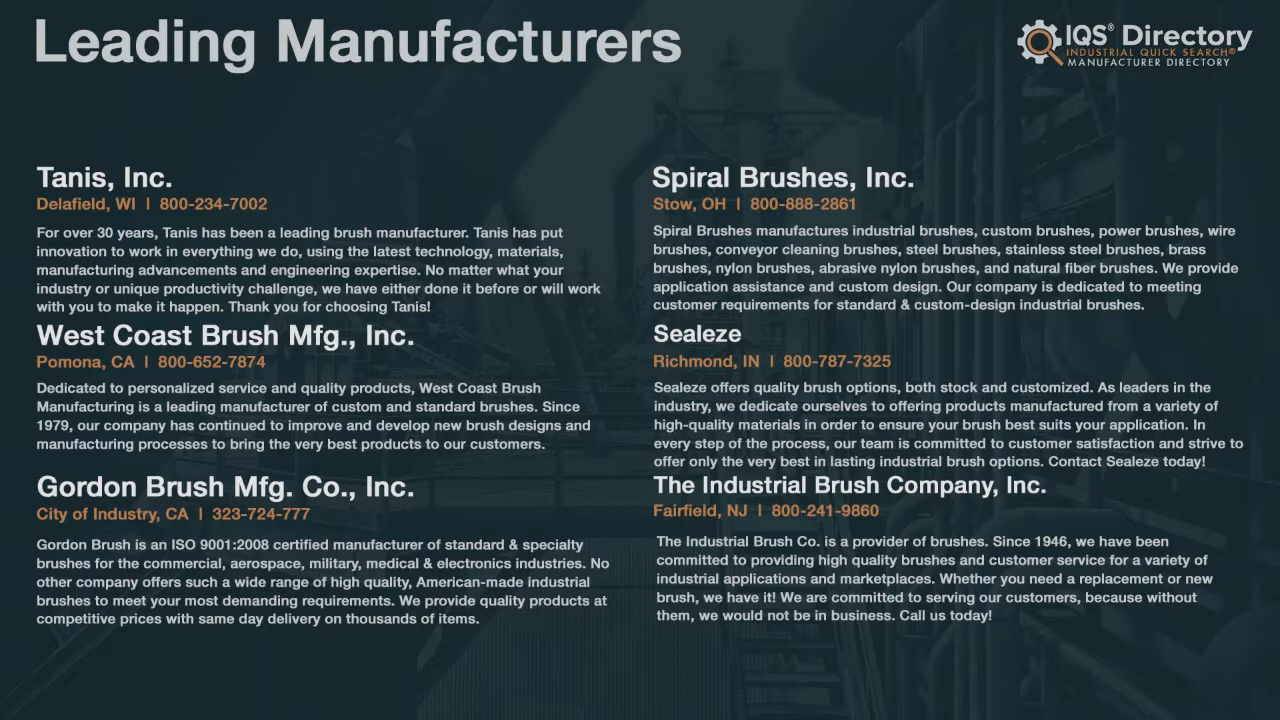 Leading Manufacturers
IQS® Directory
INDUSTRIAL QUICK SEARCH®
MANUFACTURER DIRECTORY
Tanis, Inc.
Delafield, WI | 800-234-7002
For over 30 years, Tanis has been a leading brush manufacturer. Tanis has put
innovation to work in everything we do, using the latest technology, materials,
manufacturing advancements and engineering expertise. No matter what your
industry or unique productivity challenge, we have either done it before or will work
with you to make it happen. Thank you for choosing Tanis!
West Coast Brush Mfg., Inc.
Pomona, CA | 800-652-7874
Dedicated to personalized service and quality products, West Coast Brush
Manufacturing is a leading manufacturer of custom and standard brushes. Since
1979, our company has continued to improve and develop new brush designs and
manufacturing processes to bring the very best products to our customers.
Gordon Brush Mfg. Co., Inc.
City of Industry, CA | 323-724-777
Gordon Brush is an ISO 9001:2008 certified manufacturer of standard & specialty
brushes for the commercial, aerospace, military, medical & electronics industries. No
other company offers such a wide range of high quality, American-made industrial
brushes to meet your most demanding requirements. We provide quality products at
competitive prices with same day delivery on thousands of items.
Spiral Brushes, Inc.
Stow, OH | 800-888-2861
Spiral Brushes manufactures industrial brushes, custom brushes, power brushes, wire
brushes, conveyor cleaning brushes, steel brushes, stainless steel brushes, brass
brushes, nylon brushes, abrasive nylon brushes, and natural fiber brushes. We provide
application assistance and custom design. Our company is dedicated to meeting
customer requirements for standard & custom-design industrial brushes.
Sealeze
Richmond, IN | 800-787-7325
Sealeze offers quality brush options, both stock and customized. As leaders in the
industry, we dedicate ourselves to offering products manufactured from a variety of
high-quality materials in order to ensure your brush best suits your application. In
every step of the process, our team is committed to customer satisfaction and strive to
offer only the very best in lasting industrial brush options. Contact Sealeze today!
The Industrial Brush Company, Inc.
Fairfield, NJ | 800-241-9860
The Industrial Brush Co. is a provider of brushes. Since 1946, we have been
committed to providing high quality brushes and customer service for a variety of
industrial applications and marketplaces. Whether you need a replacement or new
brush, we have it! We are committed to serving our customers, because without
them, we would not be in business. Call us today!